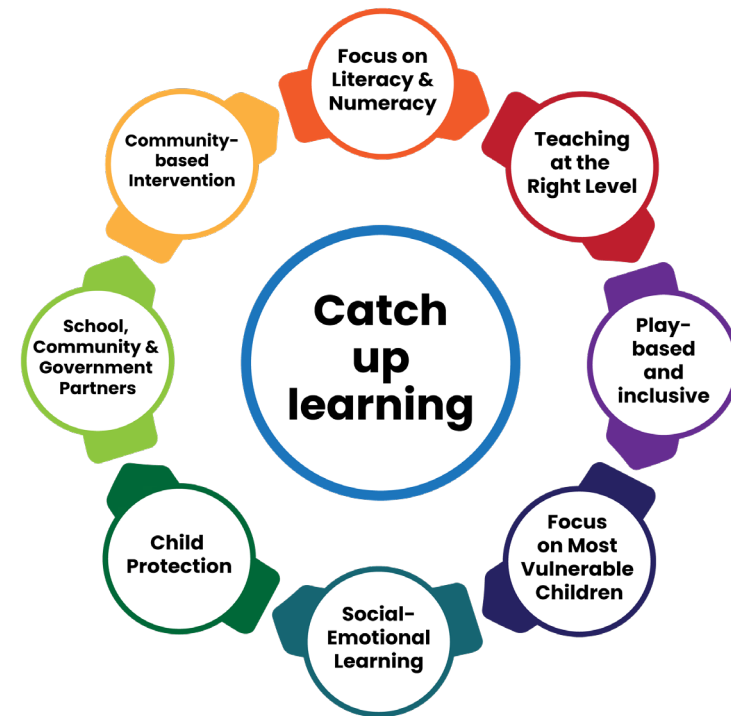 Catch
up
learning
Focus on
Literacy &
Numeracy
Teaching
at the
Right Level
Play-
based
and
inclusive
Focus
on Most
Vulnerable
Children
Social-
Emotional
Learning
Child
Protection
School,
Community &
Government
Partners
Community-
based
Intervention